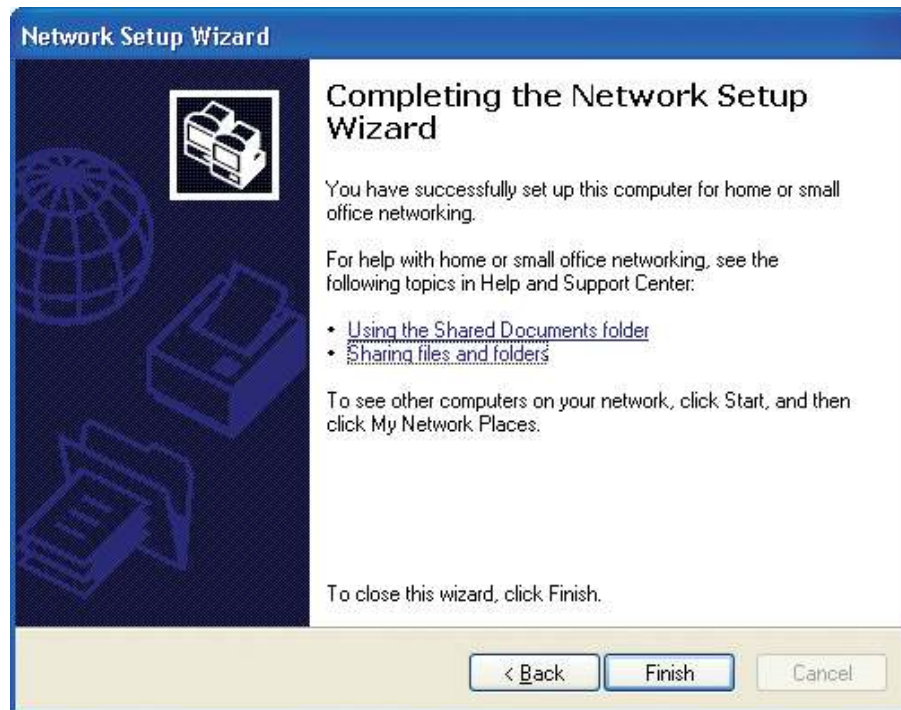 Network Setup Wizard
Completing the Network Setup
Wizard
You have successfully set up this computer for home or small
office networking.
For help with home or small office networking, see the
following topics in Help and Support Center:
• Using the Shared Documents folder
• Sharing files and folders
To see other computers on your network, click Start, and then
click My Network Places.
To close this wizard, click Finish.
< Back
Finish
Cancel